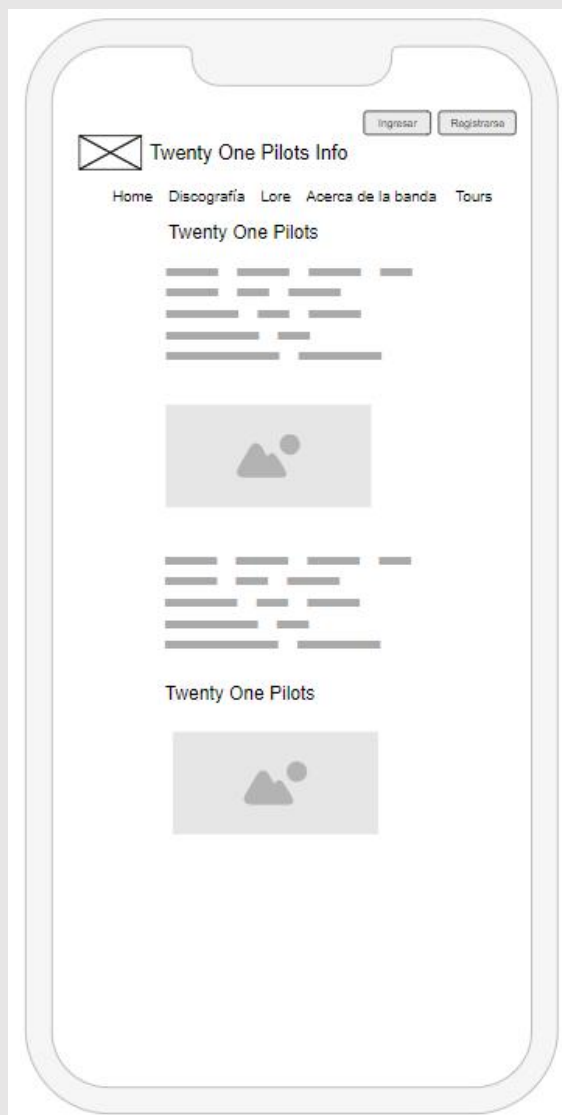 Ingresar Registrarse
Twenty One Pilots Info
Home Discografía Lore Acerca de la banda Tours
Twenty One Pilots
Twenty One Pilots